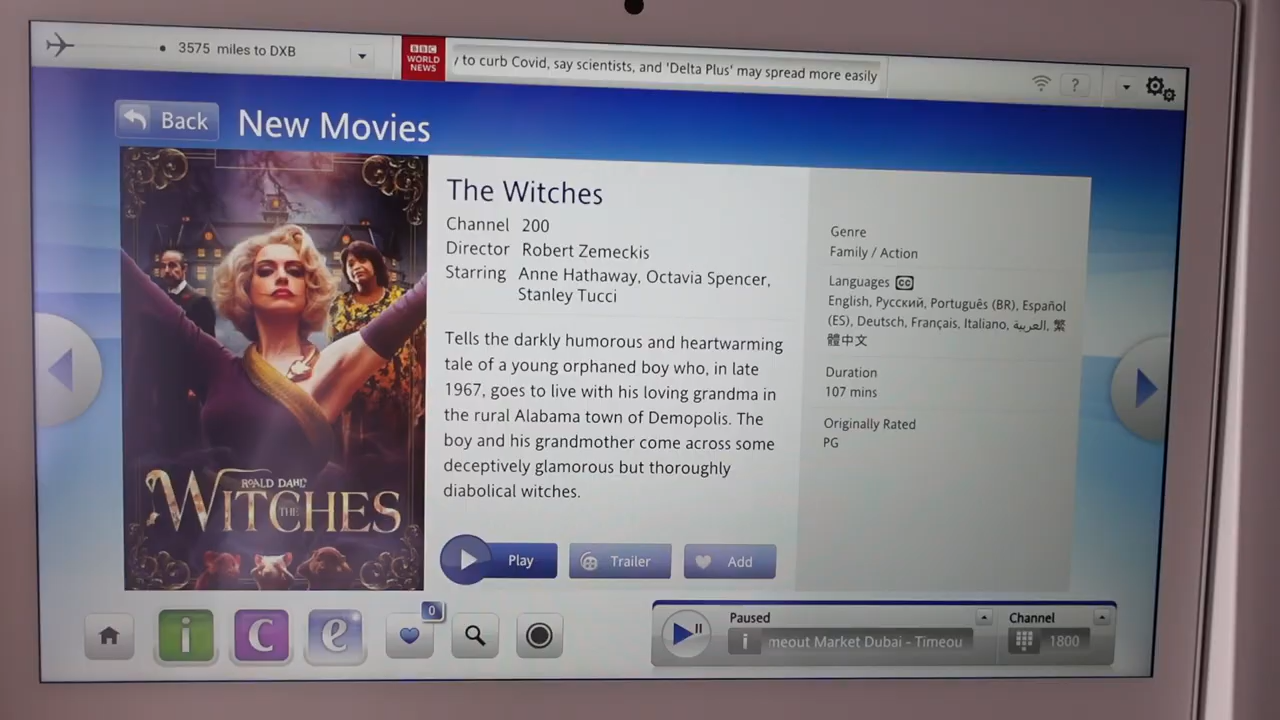 3575 miles to DXB
BBC
WORLD
NEWS
to curb Covid, say scientists, and 'Delta Plus' may spread more easily
?
Back
New Movies
The Witches
Channel 200
Director Robert Zemeckis
Starring Anne Hathaway, Octavia Spencer,
Stanley Tucci
Tells the darkly humorous and heartwarming
tale of a young orphaned boy who, in late
1967, goes to live with his loving grandma in
the rural Alabama town of Demopolis. The
boy and his grandmother come across some
deceptively glamorous but thoroughly
diabolical witches.
Genre
Family / Action
Languages CC
English, Русский, Português (BR), Español
(ES), Deutsch, Français, Italiano, العربية, 繁
體中文
Duration
107 mins
Originally Rated
PG
ROALD DAHL'
THE
WITCHES
Play
Trailer
Add
i
c
e
0
Paused
i
meout Market Dubai - Timeou
Channel
1800